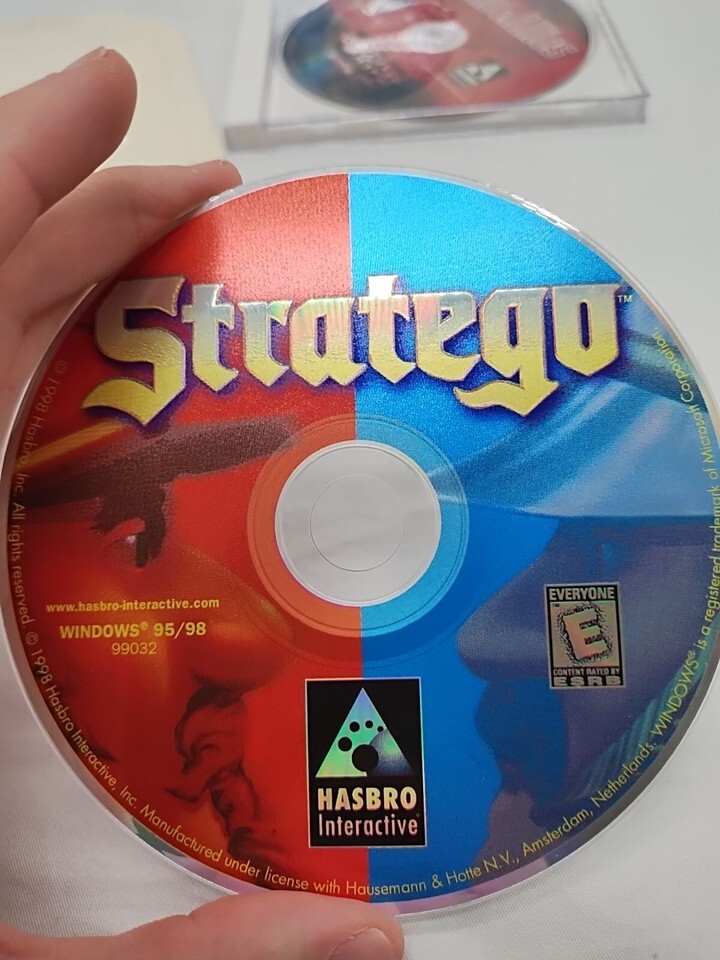 Stratego™
www.hasbro-interactive.com
WINDOWS® 95/98
99032
EVERYONE
E
CONTENT RATED BY
ESRB
HASBRO
Interactive
© 1998 Hasbro, Inc. All rights reserved. © 1998 Hasbro Interactive, Inc. Manufactured under license with Hausemann & Hotte N.V., Amsterdam, Netherlands. WINDOWS® is a registered trademark of Microsoft Corporation.